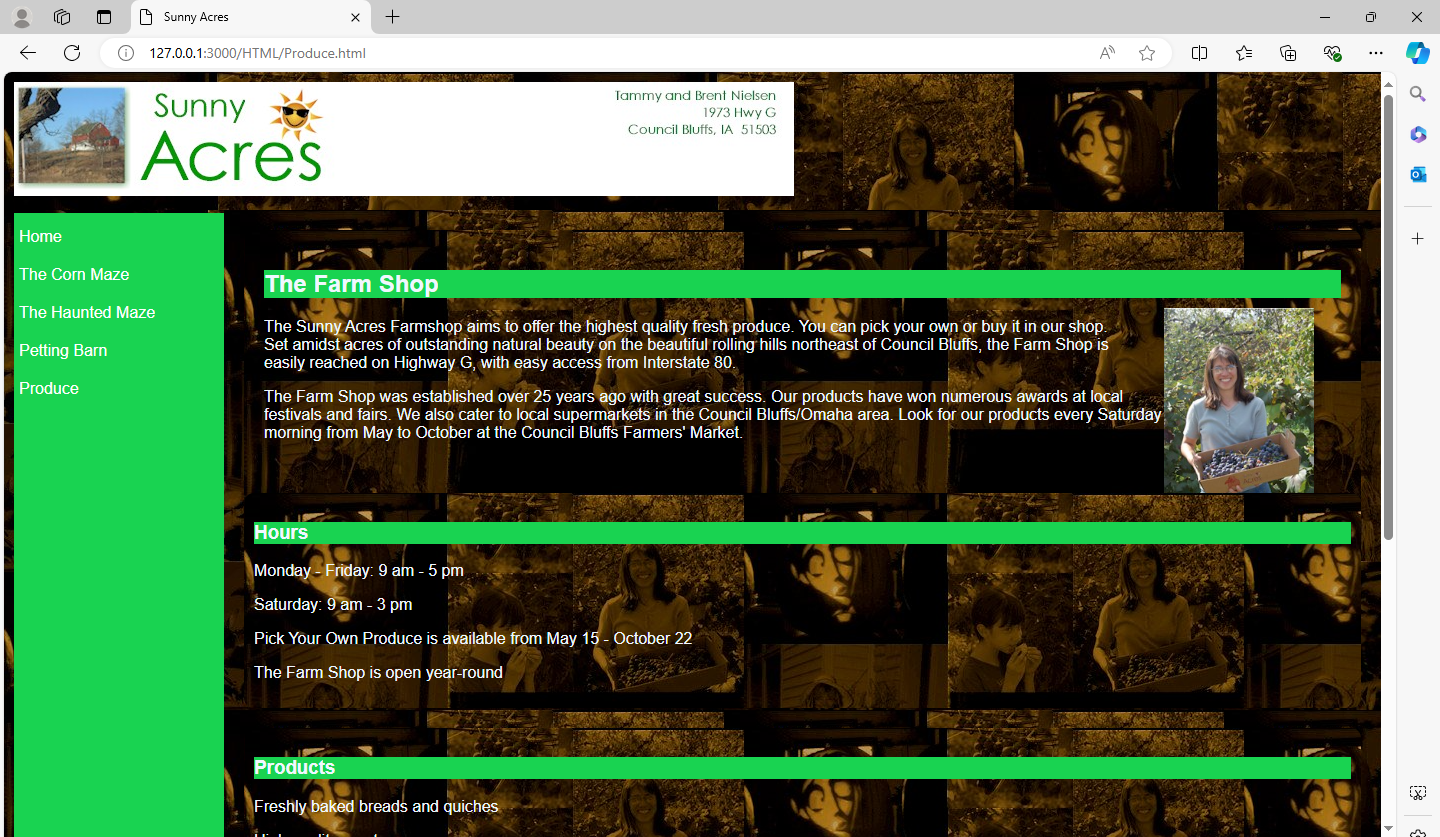 Sunny Acres
127.0.0.1:3000/HTML/Produce.html
Sunny
Acres
Tammy and Brent Nielsen
1973 Hwy G
Council Bluffs, IA 51503
Home
The Corn Maze
The Haunted Maze
Petting Barn
Produce
The Farm Shop
The Sunny Acres Farmshop aims to offer the highest quality fresh produce. You can pick your own or buy it in our shop.
Set amidst acres of outstanding natural beauty on the beautiful rolling hills northeast of Council Bluffs, the Farm Shop is
easily reached on Highway G, with easy access from Interstate 80.
The Farm Shop was established over 25 years ago with great success. Our products have won numerous awards at local
festivals and fairs. We also cater to local supermarkets in the Council Bluffs/Omaha area. Look for our products every Saturday
morning from May to October at the Council Bluffs Farmers' Market.
Hours
Monday - Friday: 9 am - 5 pm
Saturday: 9 am - 3 pm
Pick Your Own Produce is available from May 15 - October 22
The Farm Shop is open year-round
Products
Freshly baked breads and quiches